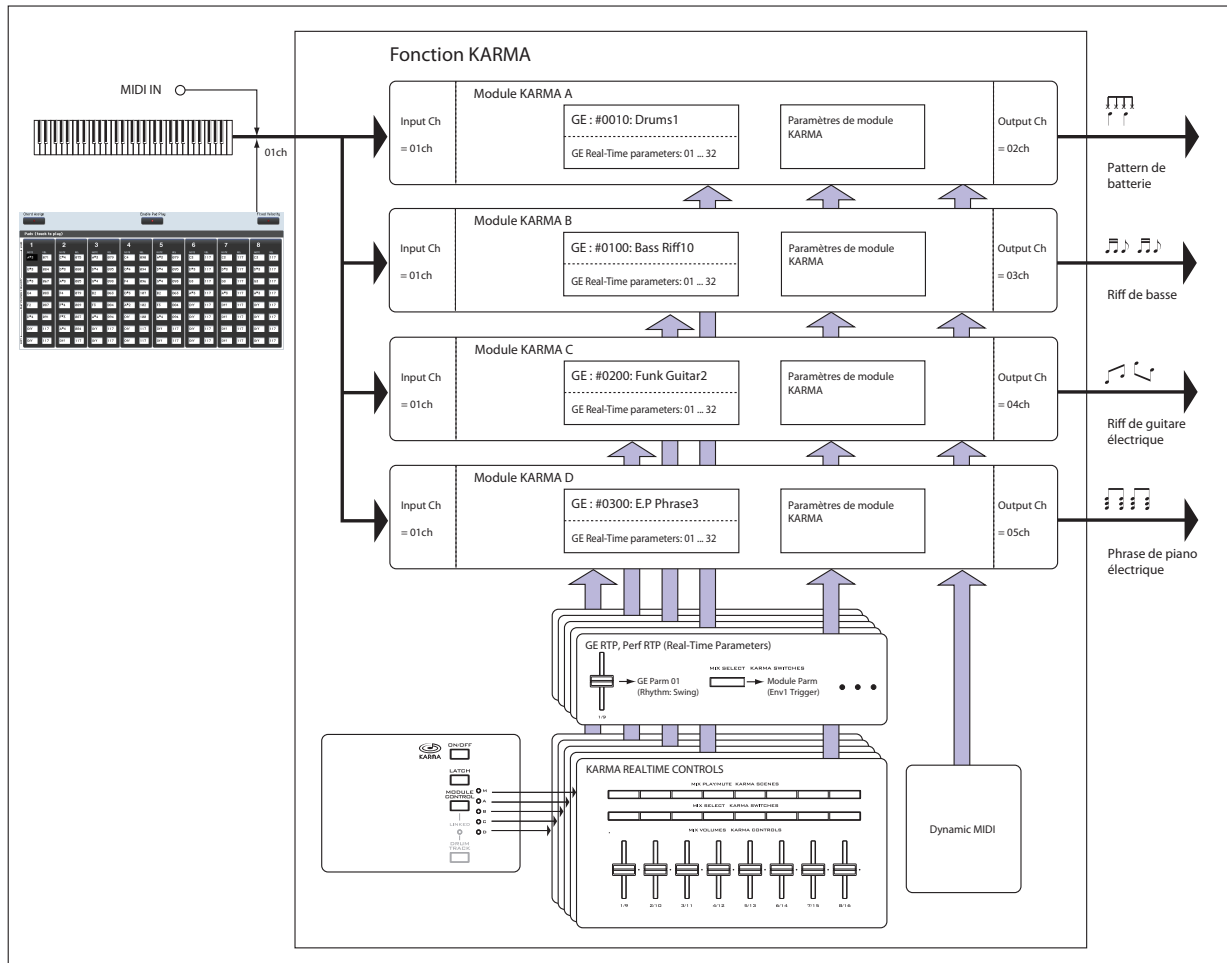 Fonction KARMA
MIDI IN
01ch
Chord Assign
Enable Pad Play
Fixed Velocity
Pads (touch to play)
1 2 3 4 5 6 7 8
Module KARMA A
Input Ch
= 01ch
GE : #0010: Drums1
GE Real-Time parameters: 01 ... 32
Paramètres de module
KARMA
Output Ch
= 02ch
Pattern de
batterie
Module KARMA B
Input Ch
= 01ch
GE : #0100: Bass Riff10
GE Real-Time parameters: 01 ... 32
Paramètres de module
KARMA
Output Ch
= 03ch
Riff de basse
Module KARMA C
Input Ch
= 01ch
GE : #0200: Funk Guitar2
GE Real-Time parameters: 01 ... 32
Paramètres de module
KARMA
Output Ch
= 04ch
Riff de guitare
électrique
Module KARMA D
Input Ch
= 01ch
GE : #0300: E.P Phrase3
GE Real-Time parameters: 01 ... 32
Paramètres de module
KARMA
Output Ch
= 05ch
Phrase de piano
électrique
GE RTP, Perf RTP (Real-Time Parameters)
GE Parm 01
(Rhythm: Swing)
1/9
MIX SELECT KARMA SWITCHES
Module Parm
(Env1 Trigger)
• • •
KARMA
ON/OFF
LATCH
MODULE
CONTROL
M
A
B
C
D
LINKED
DRUM
TRACK
KARMA REALTIME CONTROLS
MIX PLAY/MUTE KARMA SCENES
MIX SELECT KARMA SWITCHES
MIX VOLUMES KARMA CONTROLS
1/9 2/10 3/11 4/12 5/13 6/14 7/15 8/16
Dynamic MIDI